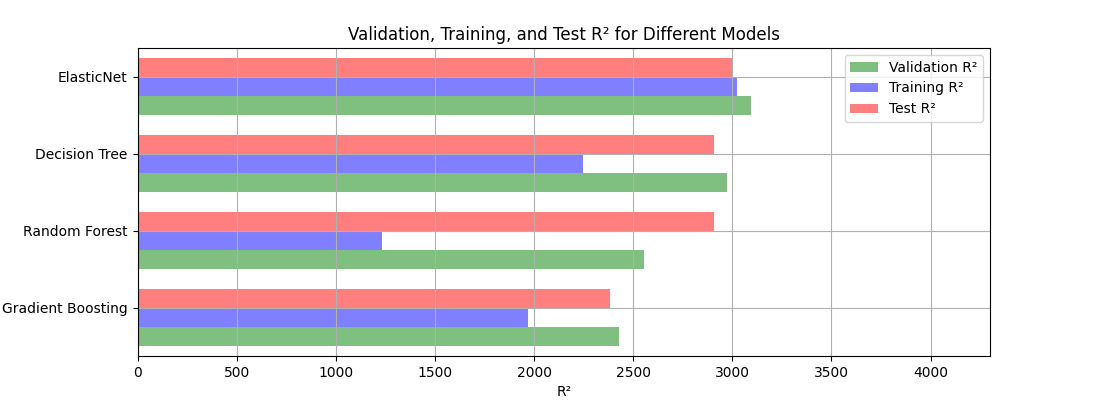 Validation, Training, and Test R² for Different Models
Validation R²
Training R²
Test R²
ElasticNet
Decision Tree
Random Forest
Gradient Boosting
0 500 1000 1500 2000 2500 3000 3500 4000
R²